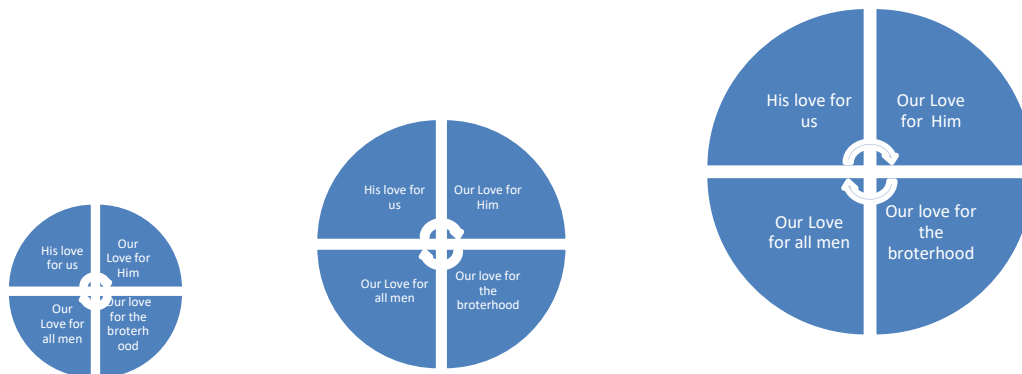 His love
for us
Our
Love for
Him
Our
Love for
all men
Our love
for the
broterh
ood
His love for
us
Our Love for
Him
Our Love for
all men
Our love for
the
broterhood
His love for
us
Our Love
for Him
Our Love
for all men
Our love for
the
broterhood